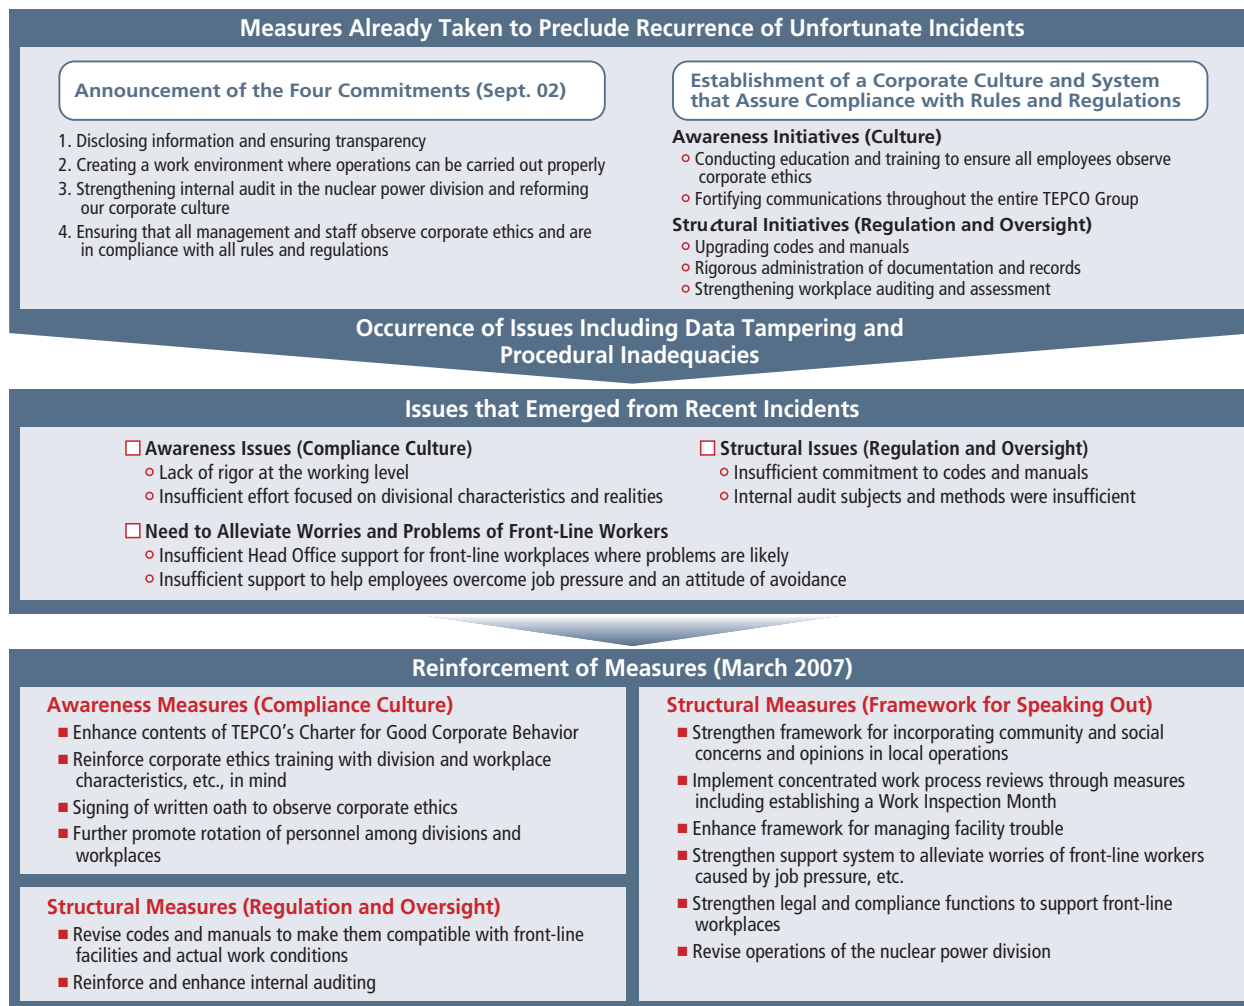 Measures Already Taken to Preclude Recurrence of Unfortunate Incidents
Announcement of the Four Commitments (Sept. 02)
1. Disclosing information and ensuring transparency
2. Creating a work environment where operations can be carried out properly
3. Strengthening internal audit in the nuclear power division and reforming
our corporate culture
4. Ensuring that all management and staff observe corporate ethics and are
in compliance with all rules and regulations
Establishment of a Corporate Culture and System
that Assure Compliance with Rules and Regulations
Awareness Initiatives (Culture)
Conducting education and training to ensure all employees observe
corporate ethics
Fortifying communications throughout the entire TEPCO Group
Structural Initiatives (Regulation and Oversight)
Upgrading codes and manuals
Rigorous administration of documentation and records
Strengthening workplace auditing and assessment
Occurrence of Issues Including Data Tampering and
Procedural Inadequacies
Issues that Emerged from Recent Incidents
Awareness Issues (Compliance Culture)
Lack of rigor at the working level
Insufficient effort focused on divisional characteristics and realities
Structural Issues (Regulation and Oversight)
Insufficient commitment to codes and manuals
Internal audit subjects and methods were insufficient
Need to Alleviate Worries and Problems of Front-Line Workers
Insufficient Head Office support for front-line workplaces where problems are likely
Insufficient support to help employees overcome job pressure and an attitude of avoidance
Reinforcement of Measures (March 2007)
Awareness Measures (Compliance Culture)
Enhance contents of TEPCO's Charter for Good Corporate Behavior
Reinforce corporate ethics training with division and workplace
characteristics, etc., in mind
Signing of written oath to observe corporate ethics
Further promote rotation of personnel among divisions and
workplaces
Structural Measures (Regulation and Oversight)
Revise codes and manuals to make them compatible with front-line
facilities and actual work conditions
Reinforce and enhance internal auditing
Structural Measures (Framework for Speaking Out)
Strengthen framework for incorporating community and social
concerns and opinions in local operations
Implement concentrated work process reviews through measures
including establishing a Work Inspection Month
Enhance framework for managing facility trouble
Strengthen support system to alleviate worries of front-line workers
caused by job pressure, etc.
Strengthen legal and compliance functions to support front-line
workplaces
Revise operations of the nuclear power division